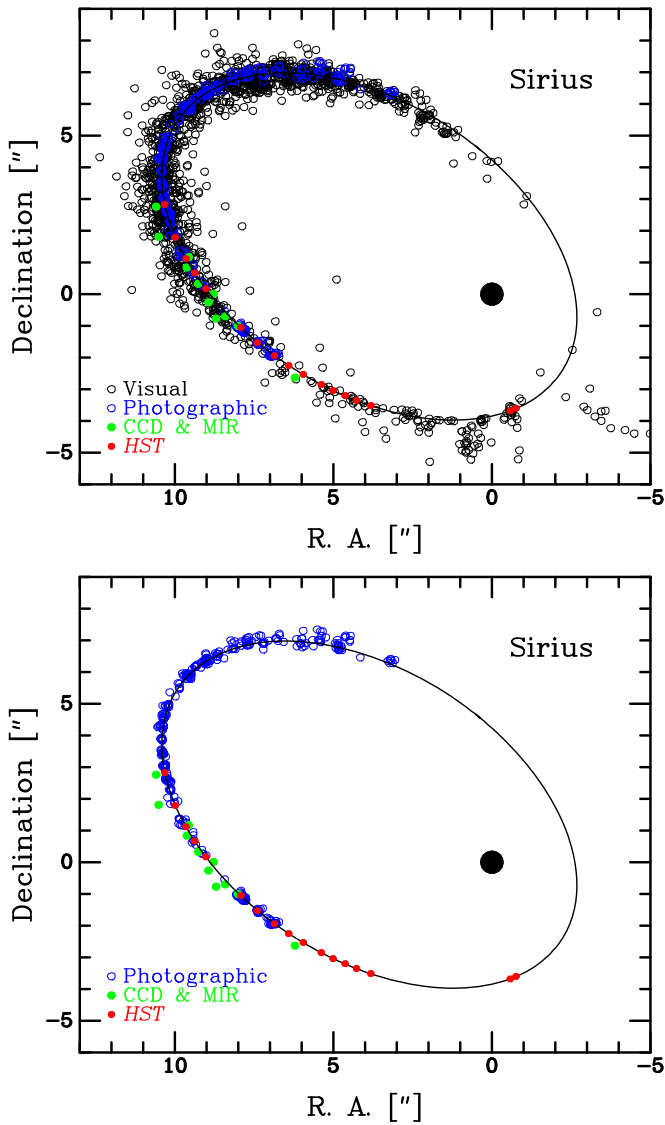 Sirius
5
0
−5
Declination [″]
Visual
Photographic
CCD & MIR
HST
10
5
0
−5
R. A. [″]
Sirius
5
0
−5
Declination [″]
Photographic
CCD & MIR
HST
10
5
0
−5
R. A. [″]